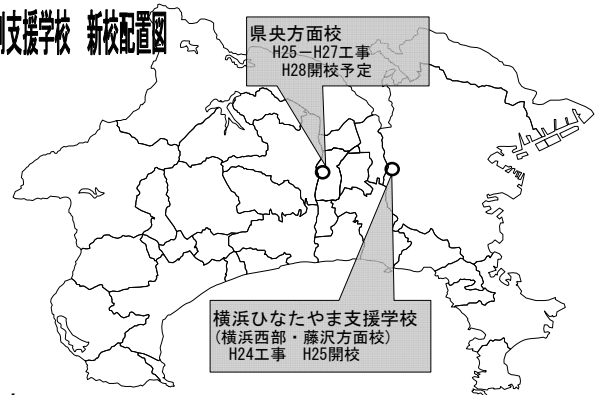 支援学校 新校配置図
県央方面校
H25－H27工事
H28開校予定
横浜ひなたやま支援学校
(横浜西部・藤沢方面校)
H24工事 H25開校